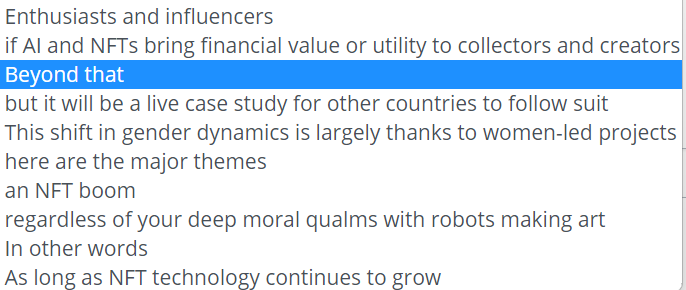 Enthusiasts and influencers
if AI and NFTs bring financial value or utility to collectors and creators
Beyond that
but it will be a live case study for other countries to follow suit
This shift in gender dynamics is largely thanks to women-led projects
here are the major themes
an NFT boom
regardless of your deep moral qualms with robots making art
In other words
As long as NFT technology continues to grow